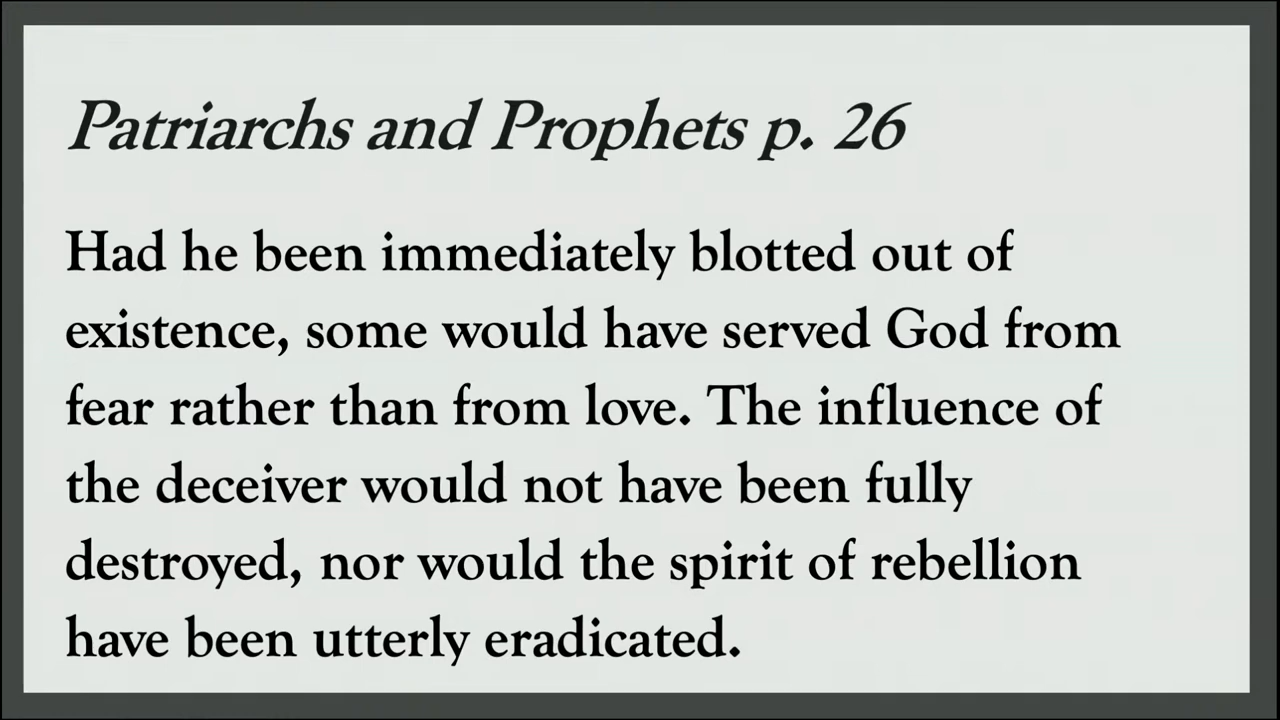 Patriarchs and Prophets p. 26
Had he been immediately blotted out of
existence, some would have served God from
fear rather than from love. The influence of
the deceiver would not have been fully
destroyed, nor would the spirit of rebellion
have been utterly eradicated.